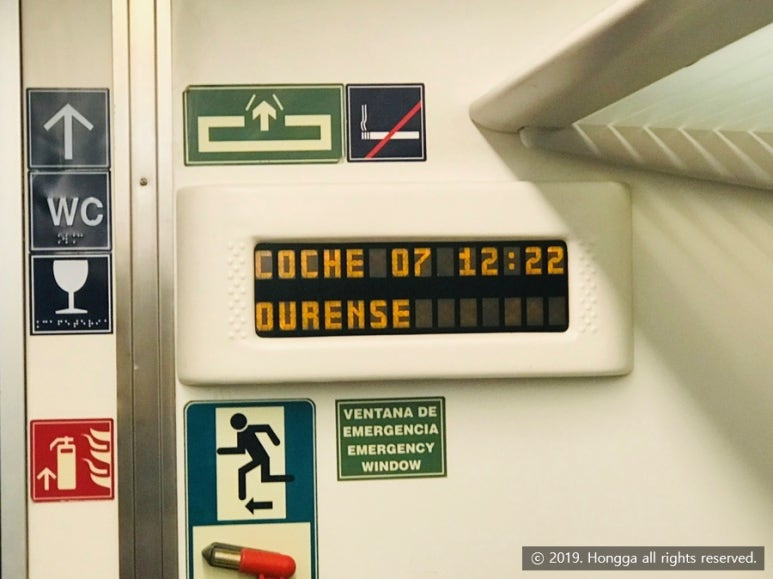 WC
COCHE 07 12:22
OURENSE
VENTANA DE
EMERGENCIA
EMERGENCY
WINDOW
© 2019. Hongga all rights reserved.